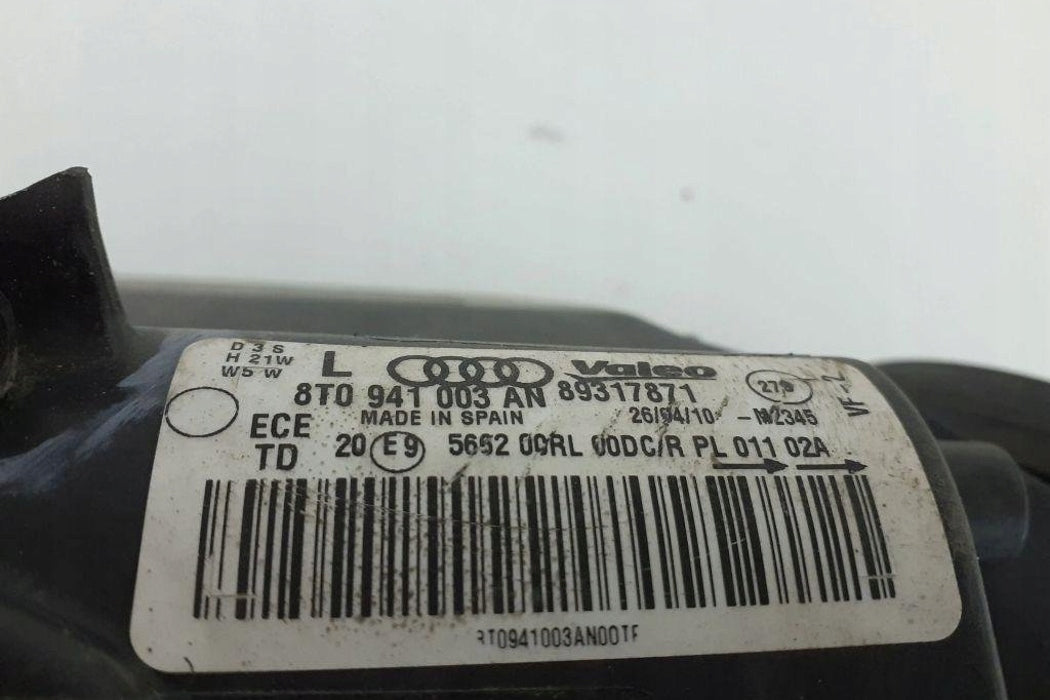 D3S
H21W
W5W
L Valeo
8T0 941 003 AN 89317871
MADE IN SPAIN 26/04/10 -M2345
ECE
TD
20 E9 5662 00RL 00DC/R PL 011 02A
8T0941003AN00TF